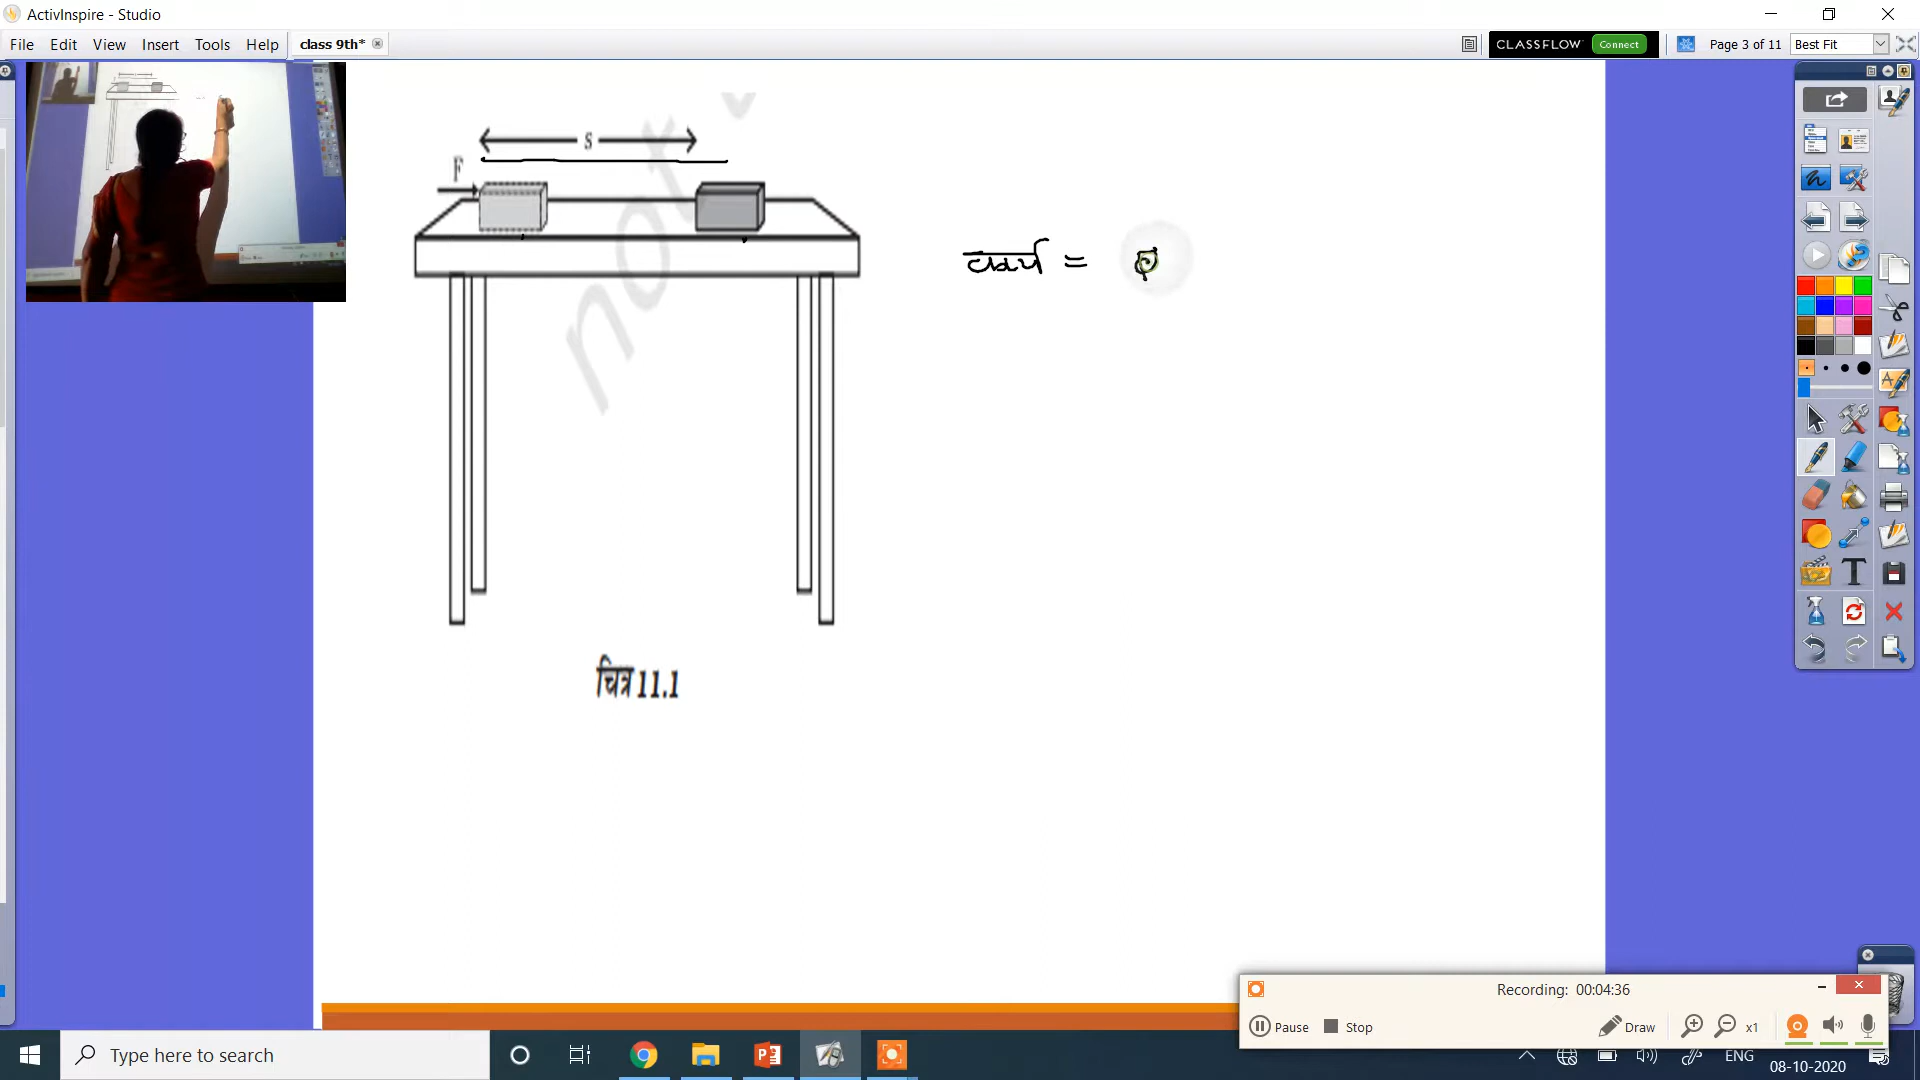 ActivInspire - Studio
File Edit View Insert Tools Help class 9th*
CLASSFLOW Connect Page 3 of 11 Best Fit
not
s
F
कार्य =
चित्र 11.1
Recording: 00:04:36
Pause Stop Draw x1
Type here to search
ENG
08-10-2020